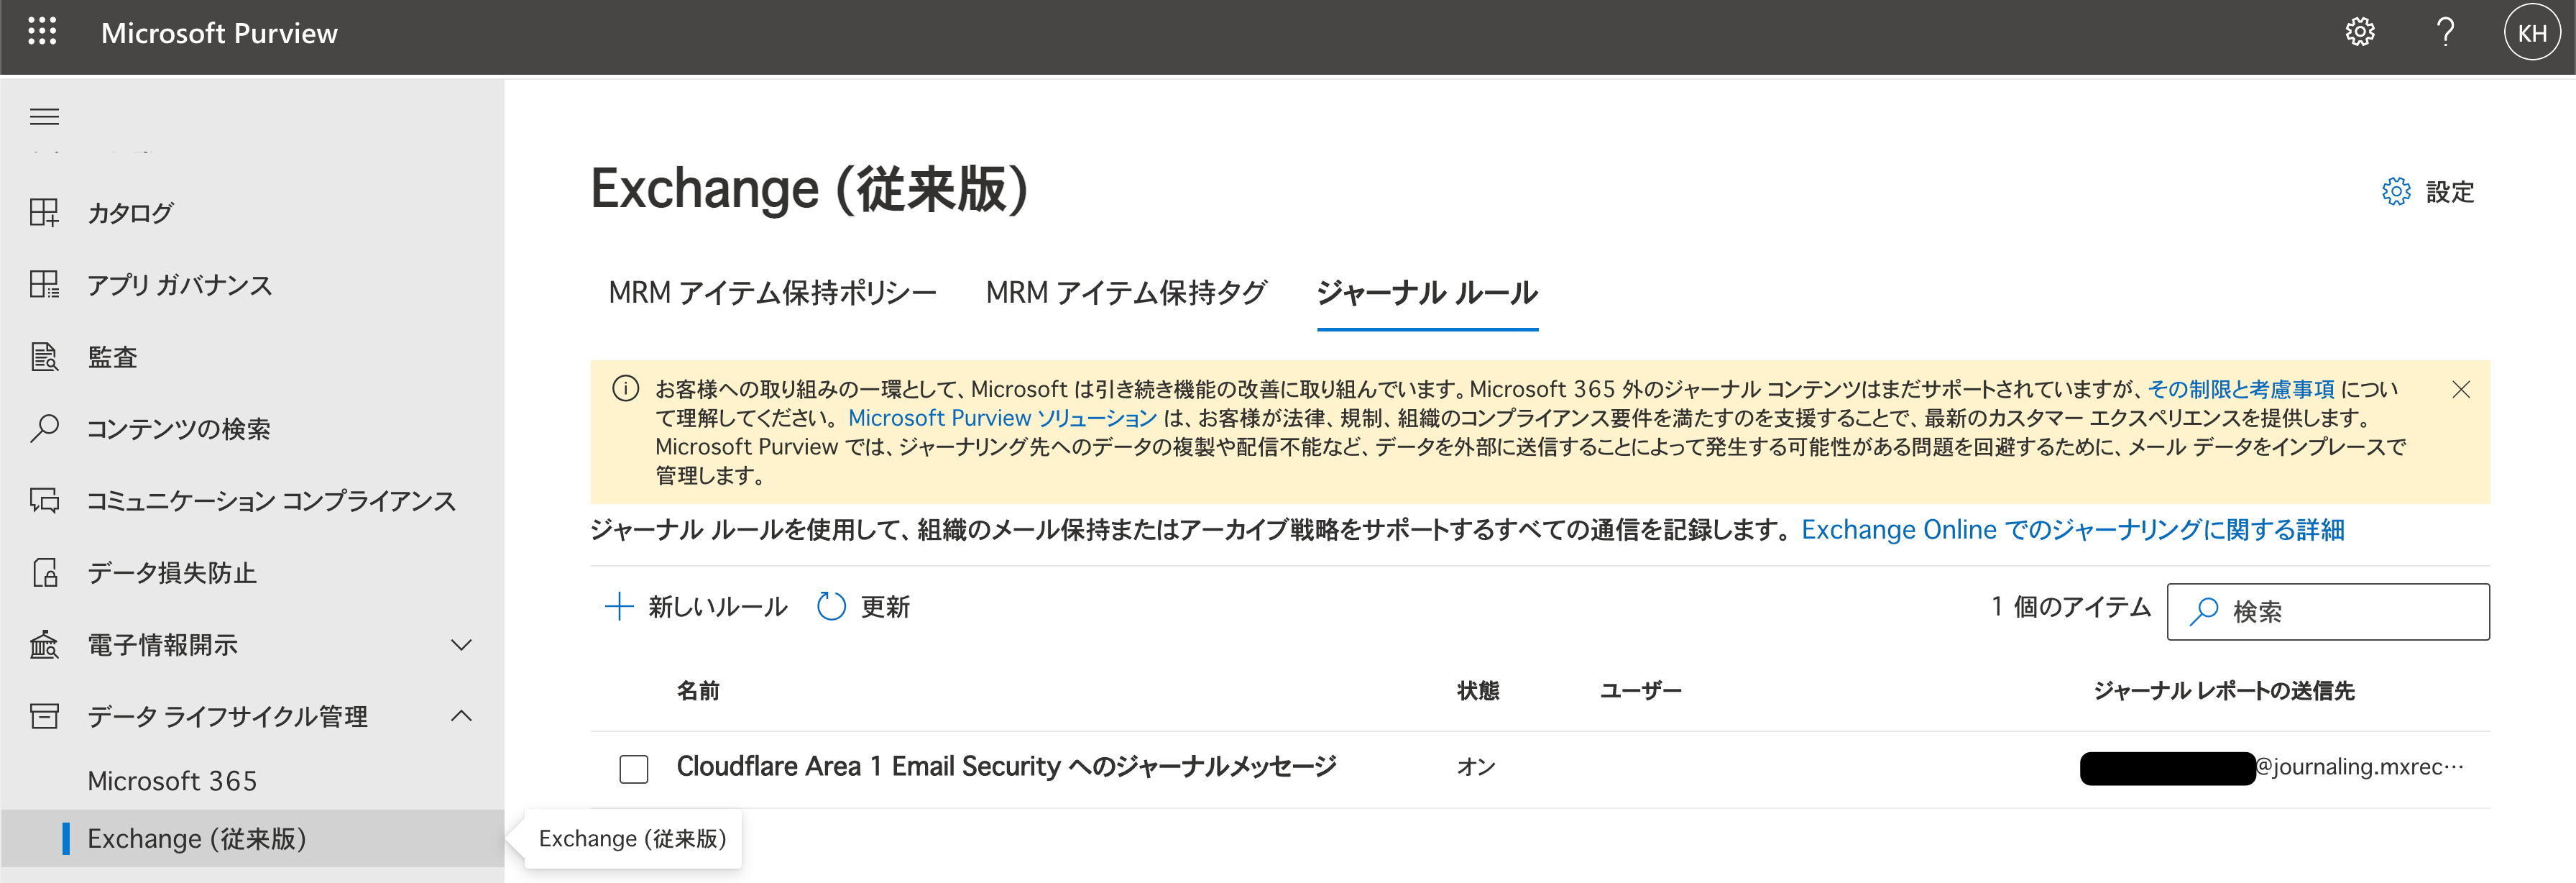 Microsoft Purview
KH
カタログ
アプリ ガバナンス
監査
コンテンツの検索
コミュニケーション コンプライアンス
データ損失防止
電子情報開示
データ ライフサイクル管理
Microsoft 365
Exchange (従来版)
Exchange (従来版)
Exchange (従来版)
設定
MRM アイテム保持ポリシー
MRM アイテム保持タグ
ジャーナル ルール
お客様への取り組みの一環として、Microsoft は引き続き機能の改善に取り組んでいます。Microsoft 365 外のジャーナル コンテンツはまだサポートされていますが、その制限と考慮事項 につい
て理解してください。 Microsoft Purview ソリューション は、お客様が法律、規制、組織のコンプライアンス要件を満たすのを支援することで、最新のカスタマー エクスペリエンスを提供します。
Microsoft Purview では、ジャーナリング先へのデータの複製や配信不能など、データを外部に送信することによって発生する可能性がある問題を回避するために、メール データをインプレースで
管理します。
ジャーナル ルールを使用して、組織のメール保持またはアーカイブ戦略をサポートするすべての通信を記録します。 Exchange Online でのジャーナリングに関する詳細
新しいルール
更新
1 個のアイテム
検索
名前
状態
ユーザー
ジャーナル レポートの送信先
Cloudflare Area 1 Email Security へのジャーナルメッセージ
オン
@journaling.mxrec…